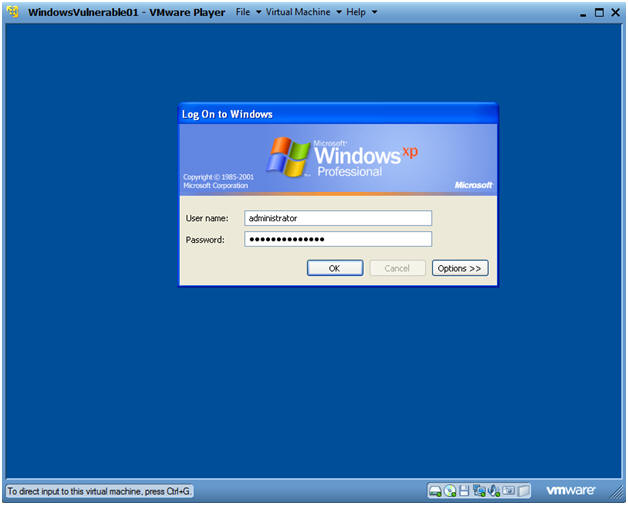 WindowsVulnerable01 - VMware Player File Virtual Machine Help
Log On to Windows
Microsoft®
Windows xp
Professional
Copyright © 1985-2001
Microsoft Corporation
Microsoft
User name: administrator
Password: ●●●●●●●●●●●●●●
OK Cancel Options >>
To direct input to this virtual machine, press Ctrl+G.
vmware